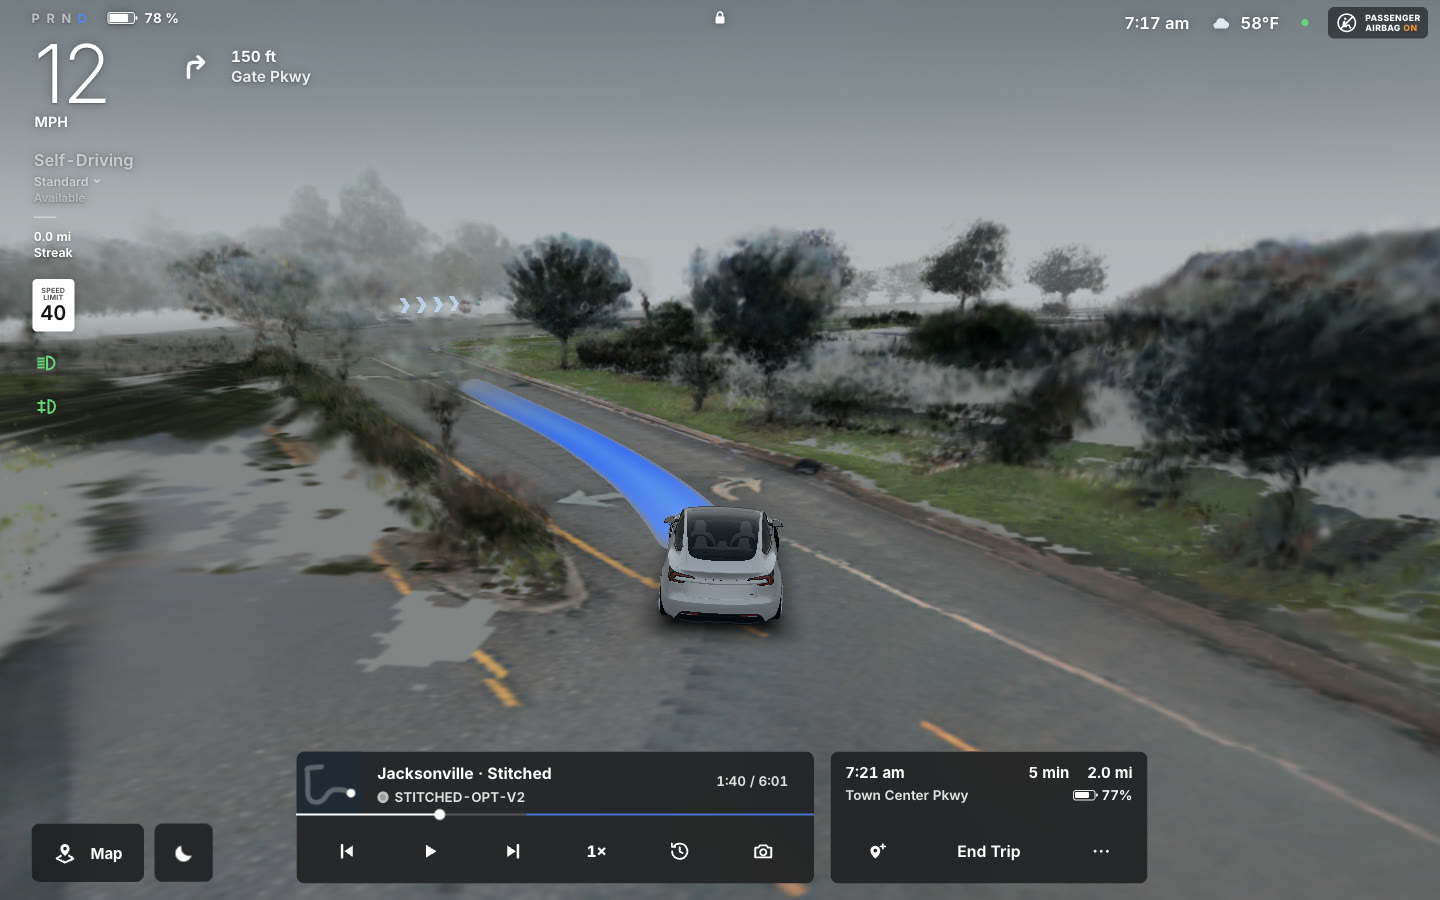 P R N D
78 %
7:17 am
58°F
PASSENGER
AIRBAG ON
12
MPH
150 ft
Gate Pkwy
Self-Driving
Standard
Available
0.0 mi
Streak
SPEED
LIMIT
40
Jacksonville · Stitched
STITCHED-OPT-V2
1:40 / 6:01
1×
7:21 am
5 min
2.0 mi
Town Center Pkwy
77%
End Trip
Map